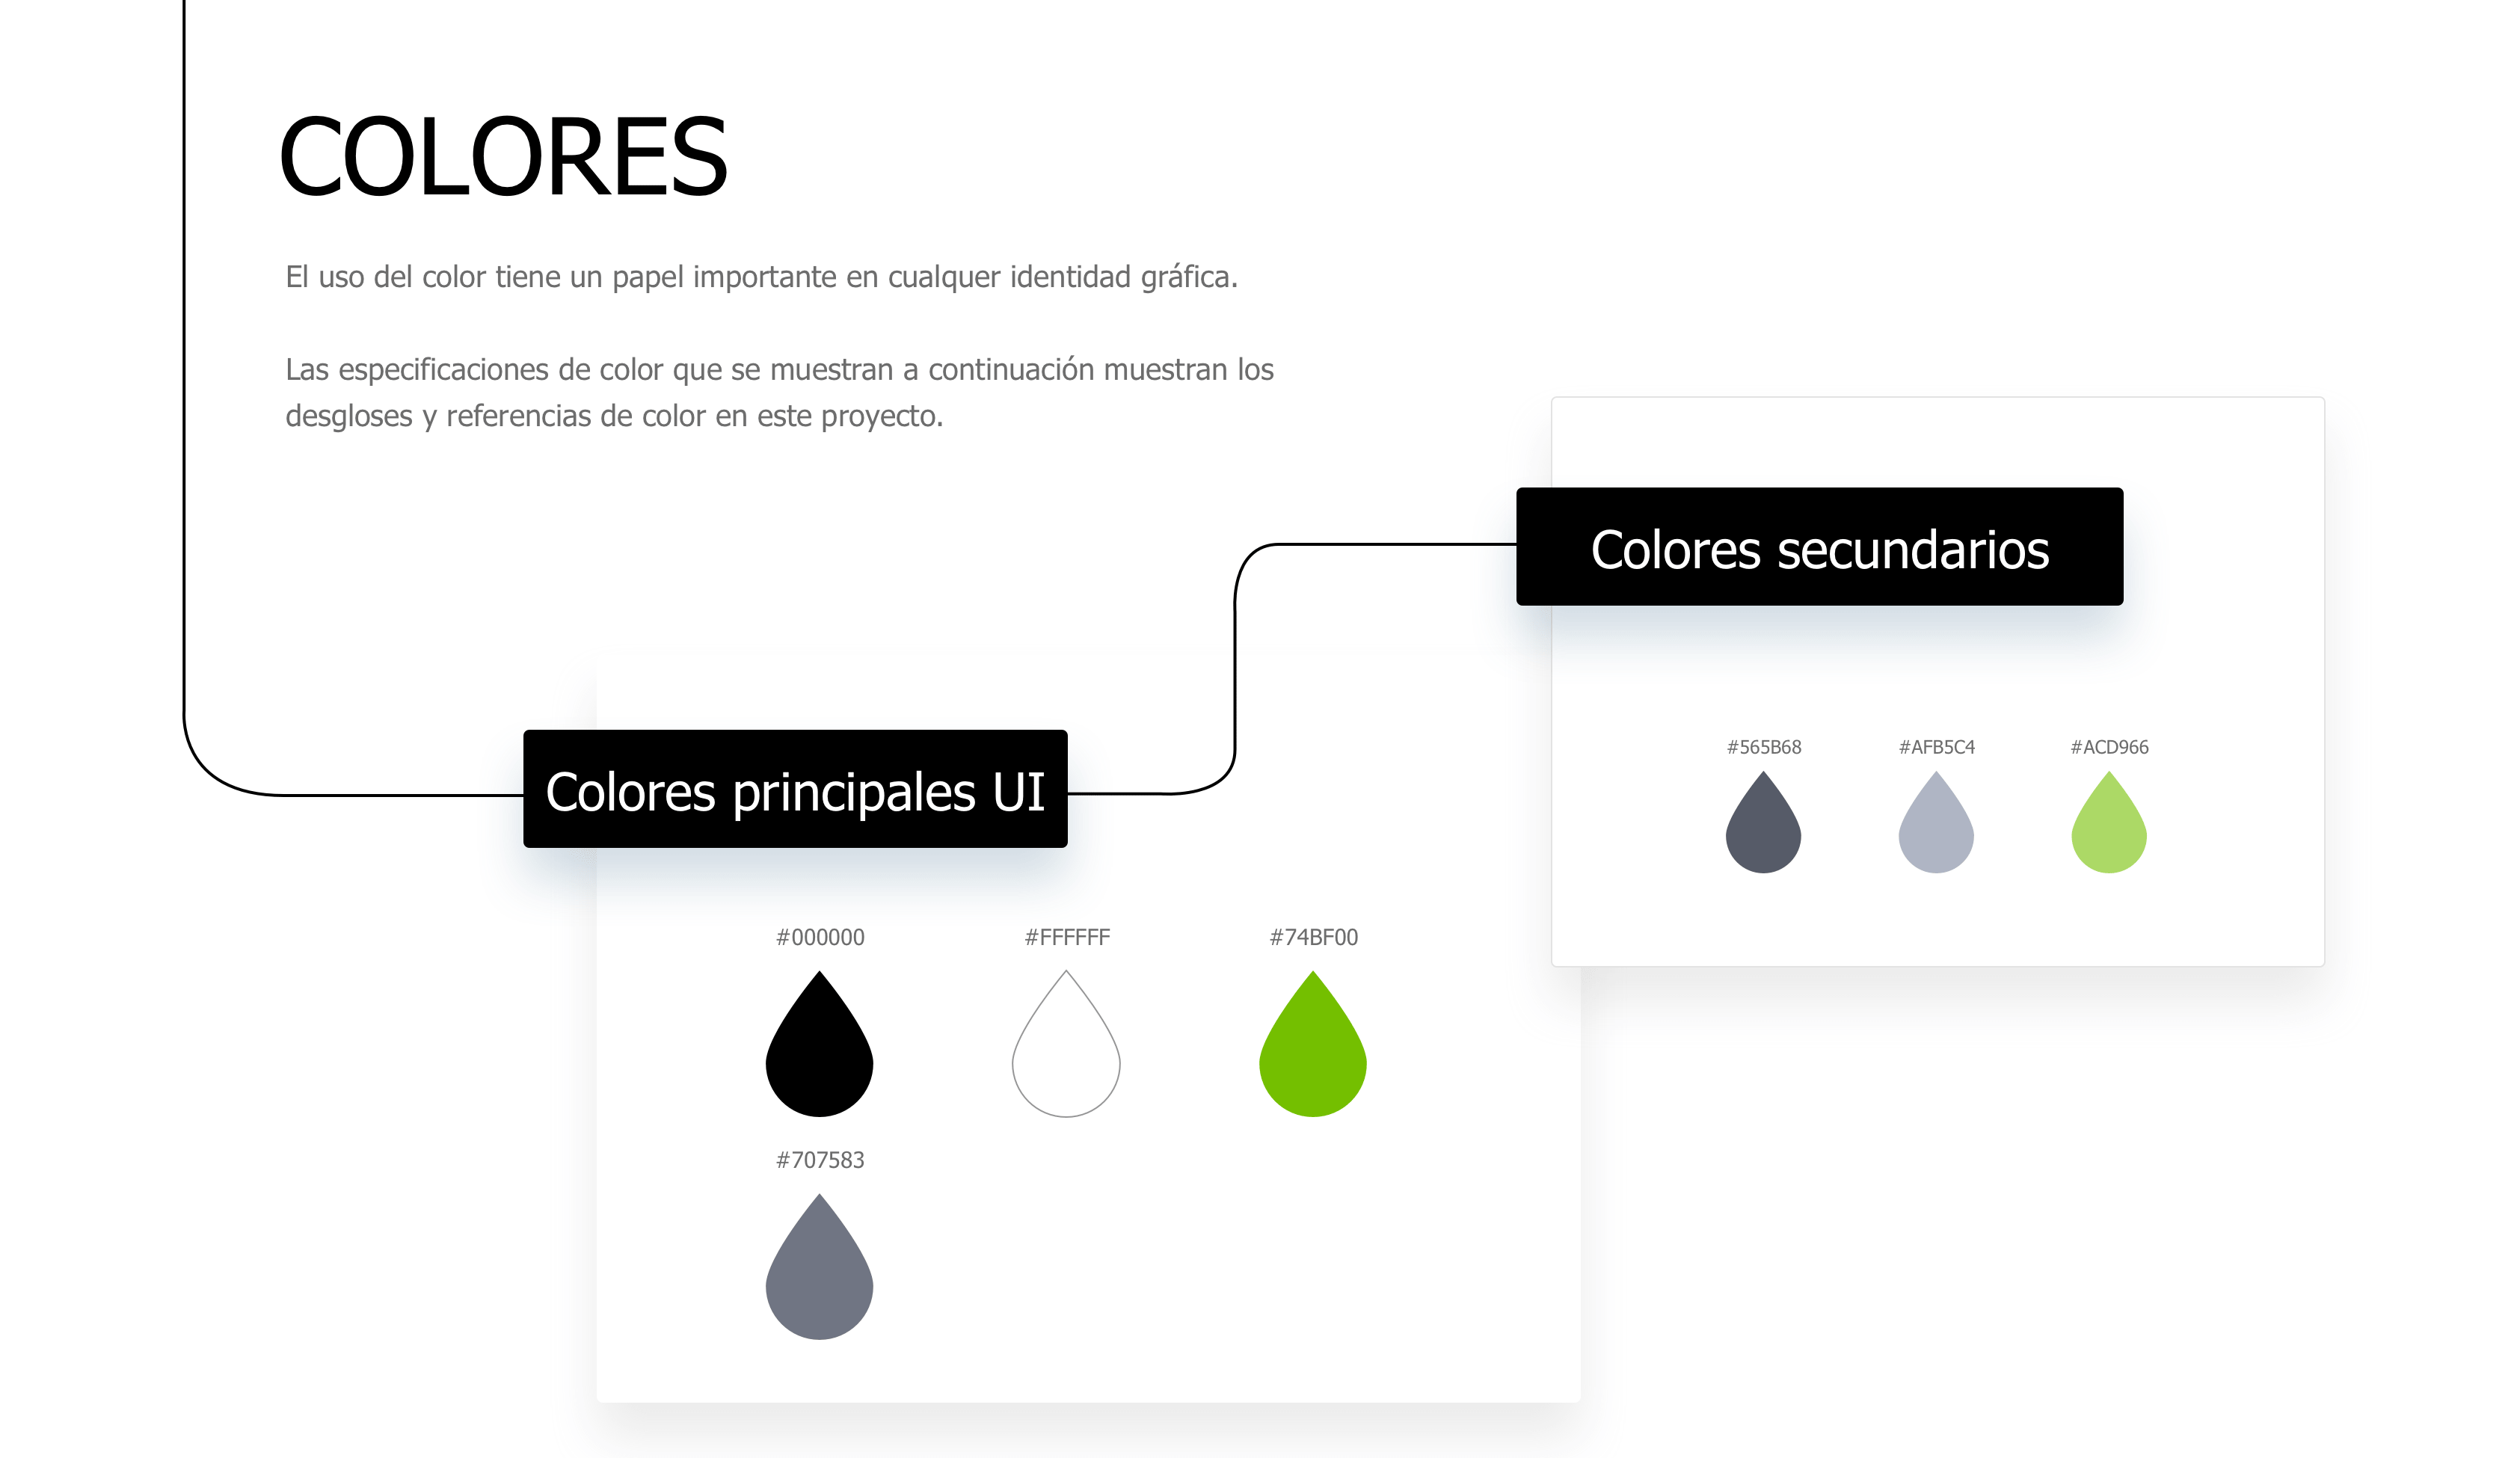 COLORES
El uso del color tiene un papel importante en cualquer identidad gráfica.
Las especificaciones de color que se muestran a continuación muestran los
desgloses y referencias de color en este proyecto.
Colores principales UI
#000000
#FFFFFF
#74BF00
#707583
Colores secundarios
#565B68
#AFB5C4
#ACD966